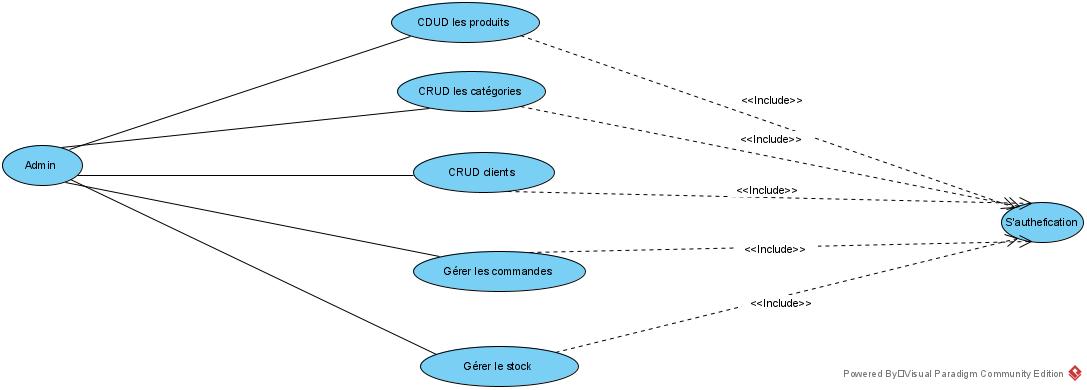 CDUD les produits
<<Include>>
CRUD les catégories
<<Include>>
Admin
CRUD clients
<<Include>>
S'authefication
<<Include>>
Gérer les commandes
<<Include>>
Gérer le stock
Powered By□Visual Paradigm Community Edition